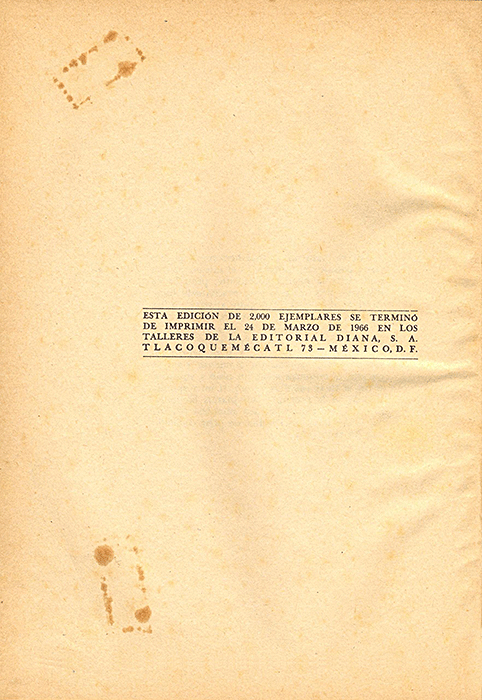 ESTA EDICIÓN DE 2,000 EJEMPLARES SE TERMINÓ
DE IMPRIMIR EL 24 DE MARZO DE 1966 EN LOS
TALLERES DE LA EDITORIAL DIANA, S. A.
TLACOQUEMÉCATL 73 — MÉXICO, D. F.